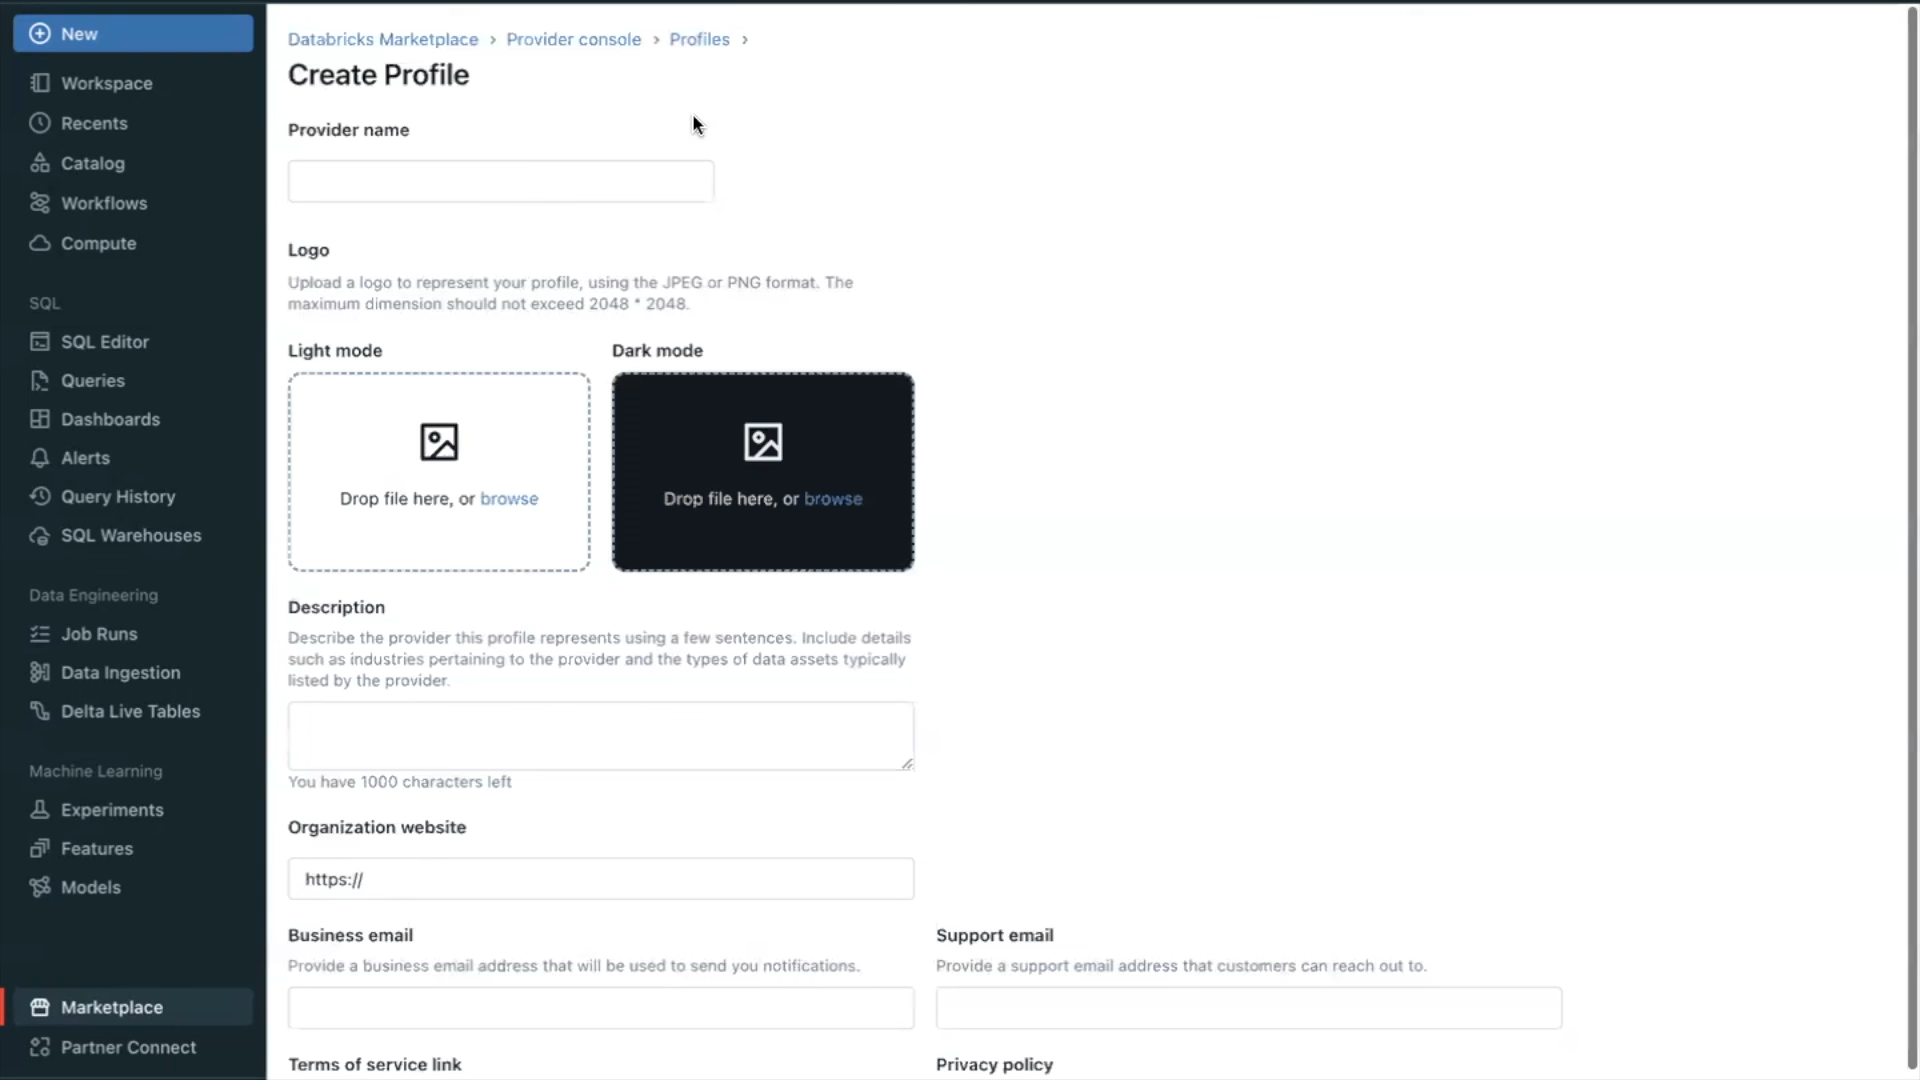 New
Workspace
Recents
Catalog
Workflows
Compute
SQL
SQL Editor
Queries
Dashboards
Alerts
Query History
SQL Warehouses
Data Engineering
Job Runs
Data Ingestion
Delta Live Tables
Machine Learning
Experiments
Features
Models
Marketplace
Partner Connect
Databricks Marketplace > Provider console > Profiles >
Create Profile
Provider name
Logo
Upload a logo to represent your profile, using the JPEG or PNG format. The
maximum dimension should not exceed 2048 * 2048.
Light mode
Drop file here, or browse
Dark mode
Drop file here, or browse
Description
Describe the provider this profile represents using a few sentences. Include details
such as industries pertaining to the provider and the types of data assets typically
listed by the provider.
You have 1000 characters left
Organization website
https://
Business email
Provide a business email address that will be used to send you notifications.
Support email
Provide a support email address that customers can reach out to.
Terms of service link
Privacy policy